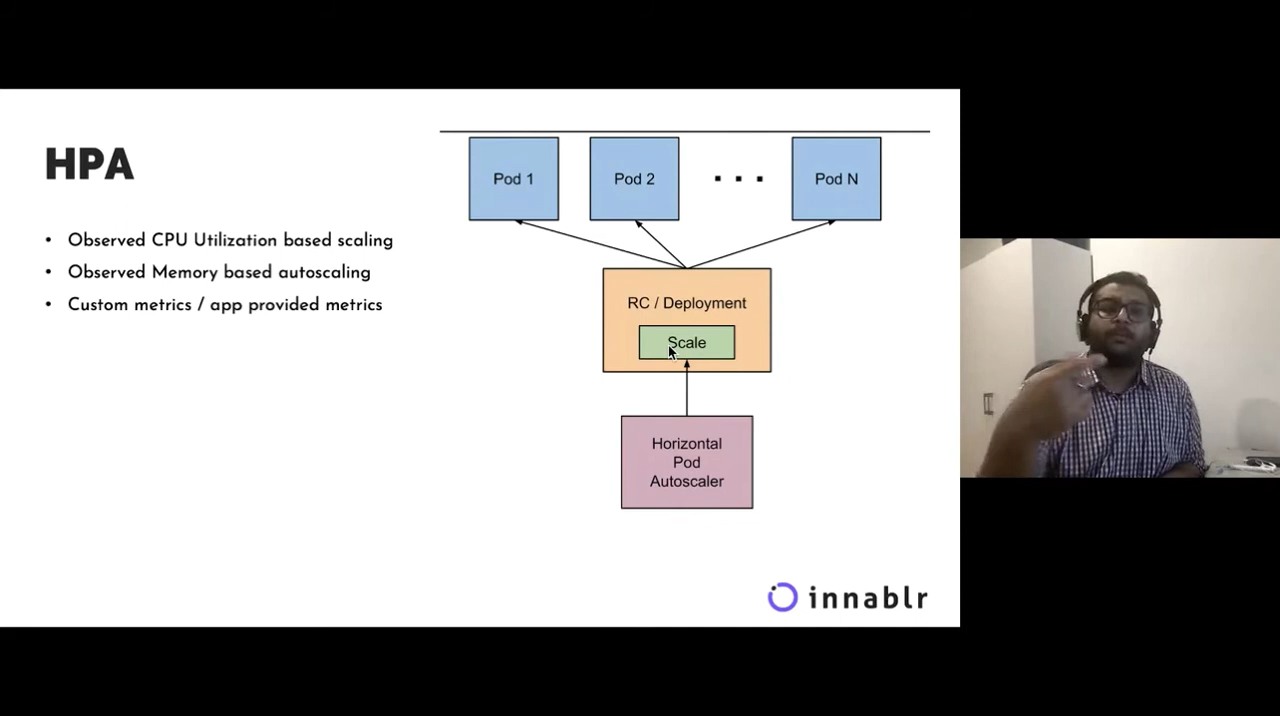 HPA
• Observed CPU Utilization based scaling
• Observed Memory based autoscaling
• Custom metrics / app provided metrics
Pod 1
Pod 2
. . .
Pod N
RC / Deployment
Scale
Horizontal
Pod
Autoscaler
innablr